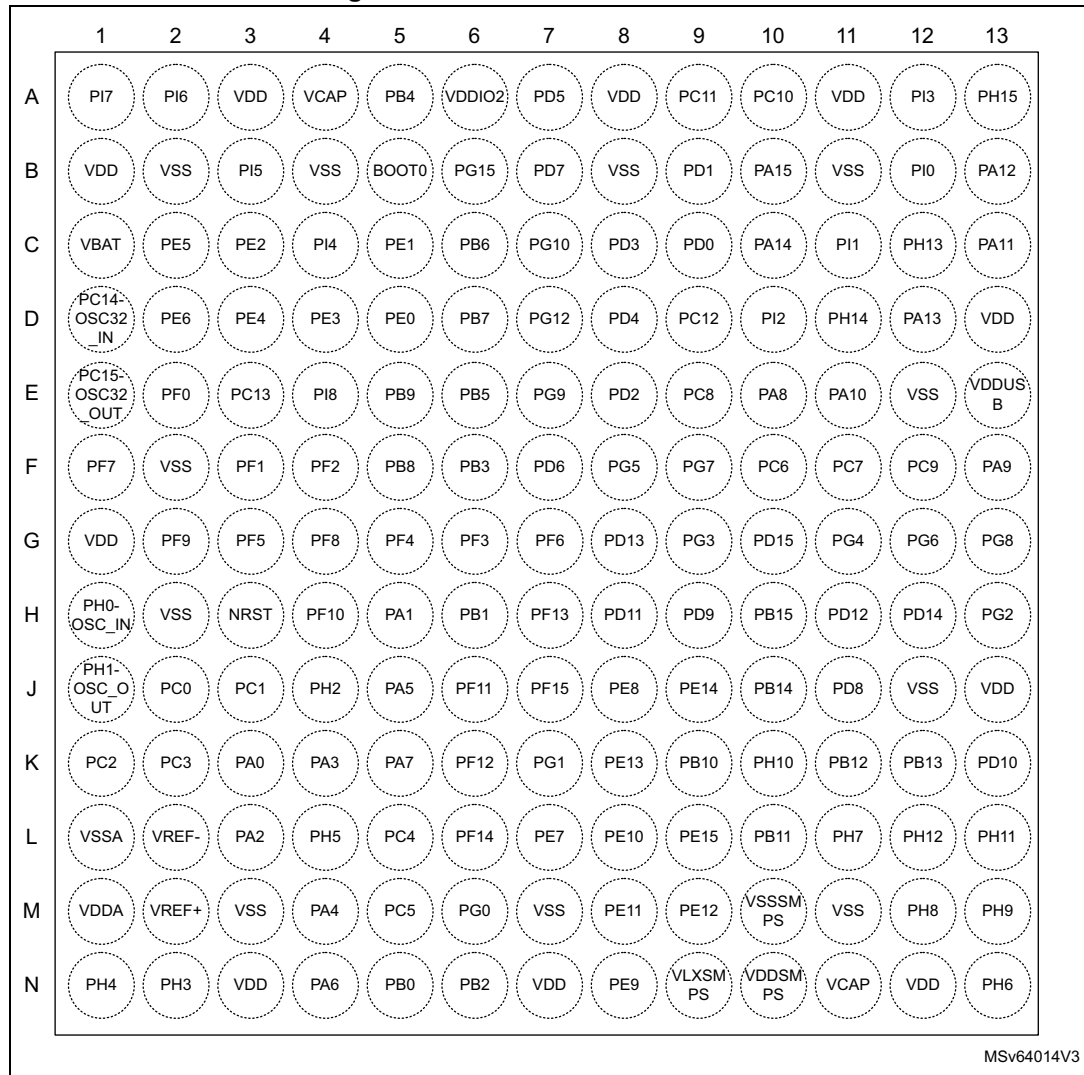 1 2 3 4 5 6 7 8 9 10 11 12 13
A PI7 PI6 VDD VCAP PB4 VDDIO2 PD5 VDD PC11 PC10 VDD PI3 PH15
B VDD VSS PI5 VSS BOOT0 PG15 PD7 VSS PD1 PA15 VSS PI0 PA12
C VBAT PE5 PE2 PI4 PE1 PB6 PG10 PD3 PD0 PA14 PI1 PH13 PA11
D PC14-OSC32_IN PE6 PE4 PE3 PE0 PB7 PG12 PD4 PC12 PI2 PH14 PA13 VDD
E PC15-OSC32_OUT PF0 PC13 PI8 PB9 PB5 PG9 PD2 PC8 PA8 PA10 VSS VDDUSB
F PF7 VSS PF1 PF2 PB8 PB3 PD6 PG5 PG7 PC6 PC7 PC9 PA9
G VDD PF9 PF5 PF8 PF4 PF3 PF6 PD13 PG3 PD15 PG4 PG6 PG8
H PH0-OSC_IN VSS NRST PF10 PA1 PB1 PF13 PD11 PD9 PB15 PD12 PD14 PG2
J PH1-OSC_OUT PC0 PC1 PH2 PA5 PF11 PF15 PE8 PE14 PB14 PD8 VSS VDD
K PC2 PC3 PA0 PA3 PA7 PF12 PG1 PE13 PB10 PH10 PB12 PB13 PD10
L VSSA VREF- PA2 PH5 PC4 PF14 PE7 PE10 PE15 PB11 PH7 PH12 PH11
M VDDA VREF+ VSS PA4 PC5 PG0 VSS PE11 PE12 VSSSMPS VSS PH8 PH9
N PH4 PH3 VDD PA6 PB0 PB2 VDD PE9 VLXSMPS VDDSMPS VCAP VDD PH6
MSv64014V3